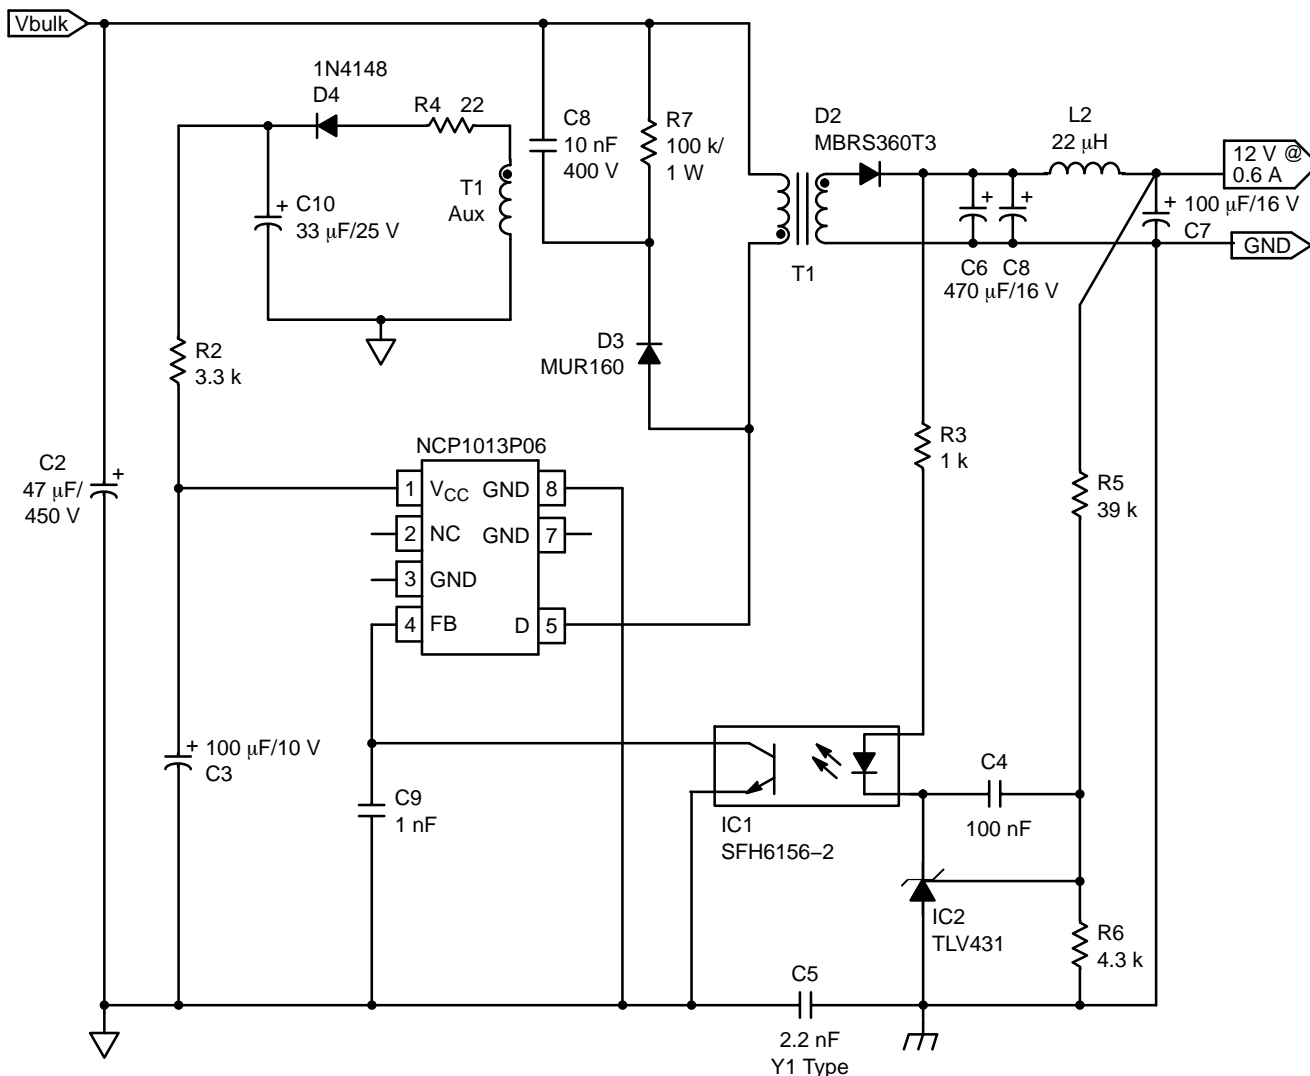 Vbulk
1N4148
D4
R4 22
C8
10 nF
400 V
R7
100 k/
1 W
D2
MBRS360T3
L2
22 μH
12 V @
0.6 A
T1
Aux
+ C10
33 μF/25 V
+
+
+ 100 μF/16 V
C7
GND
T1
C6 C8
470 μF/16 V
D3
MUR160
R2
3.3 k
R3
1 k
NCP1013P06
C2
+
47 μF/
450 V
R5
39 k
1 VCC GND 8
2 NC GND 7
3 GND
4 FB D 5
+ 100 μF/10 V
C3
C9
1 nF
C4
100 nF
IC1
SFH6156–2
IC2
TLV431
R6
4.3 k
C5
2.2 nF
Y1 Type